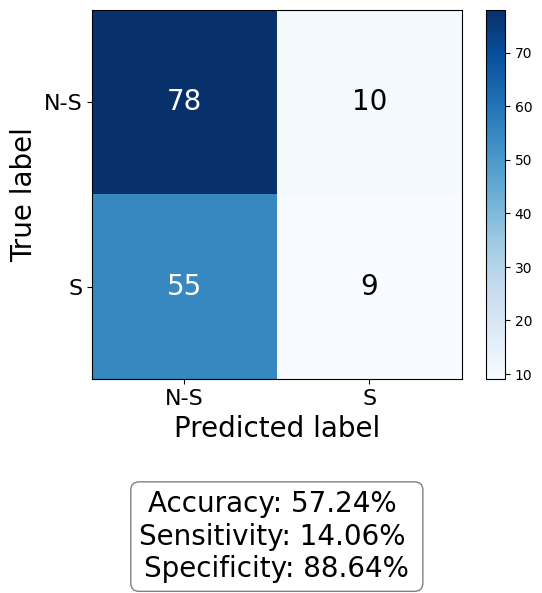 N-S
78
10
S
55
9
N-S
S
True label
Predicted label
70
60
50
40
30
20
10
Accuracy: 57.24%
Sensitivity: 14.06%
Specificity: 88.64%